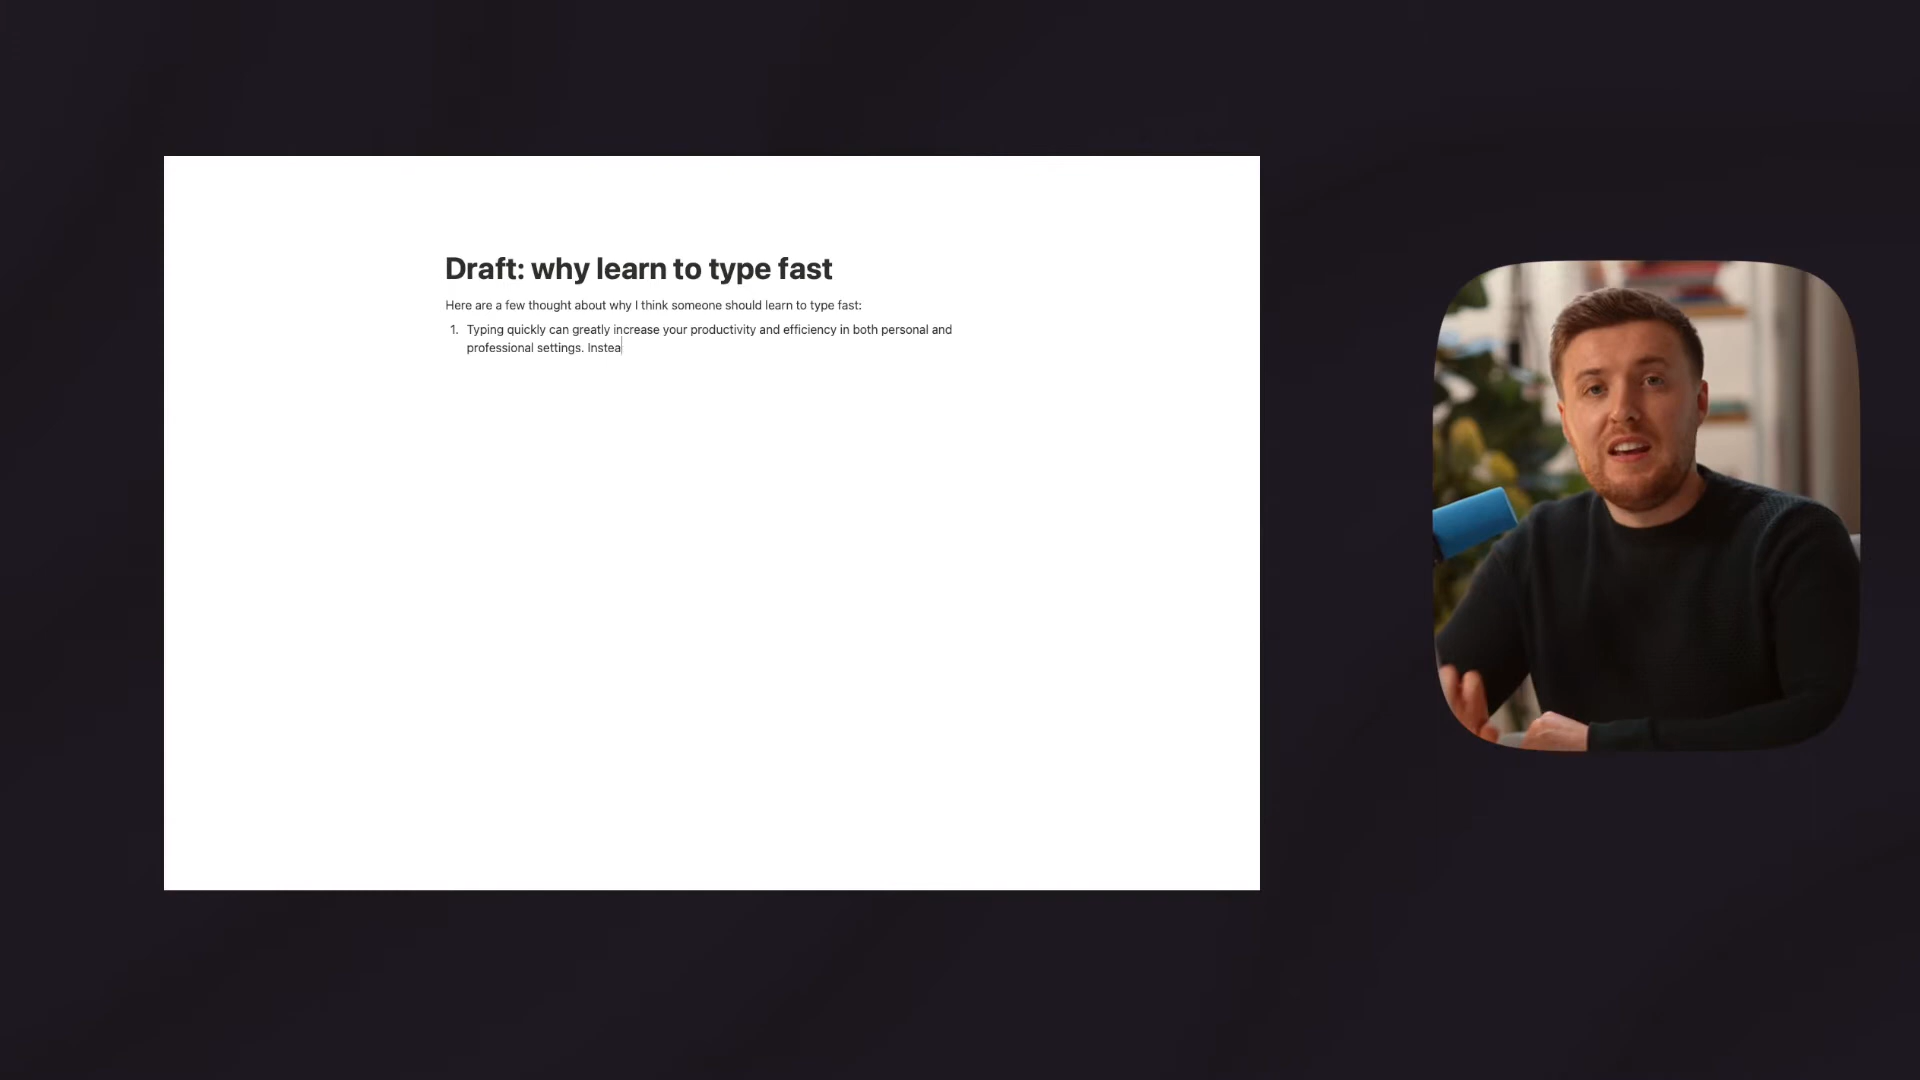 Draft: why learn to type fast
Here are a few thought about why I think someone should learn to type fast:
1. Typing quickly can greatly increase your productivity and efficiency in both personal and
professional settings. Instea